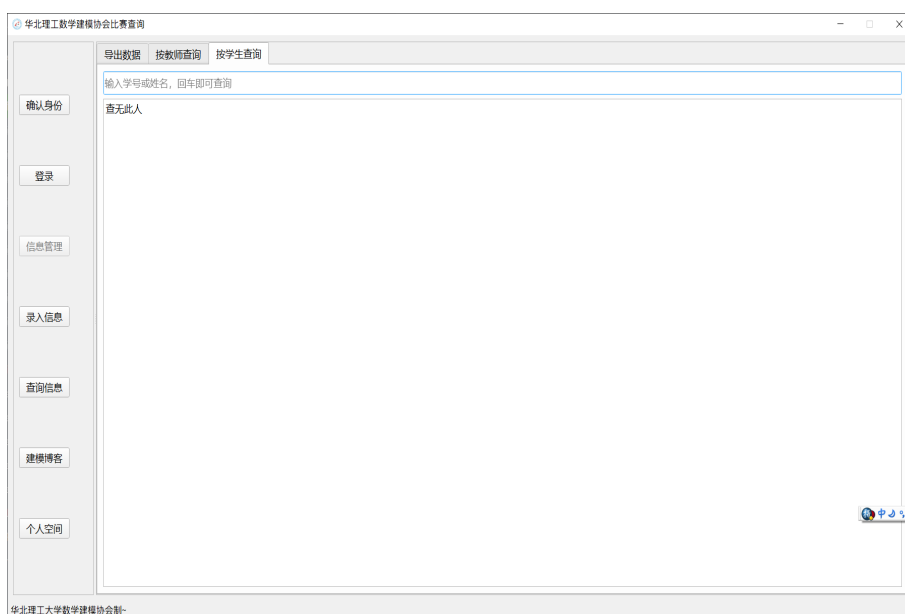 华北理工数学建模协会比赛查询
导出数据 按教师查询 按学生查询
输入学号或姓名，回车即可查询
查无此人
确认身份
登录
信息管理
录入信息
查询信息
建模博客
个人空间
中
华北理工大学数学建模协会制~